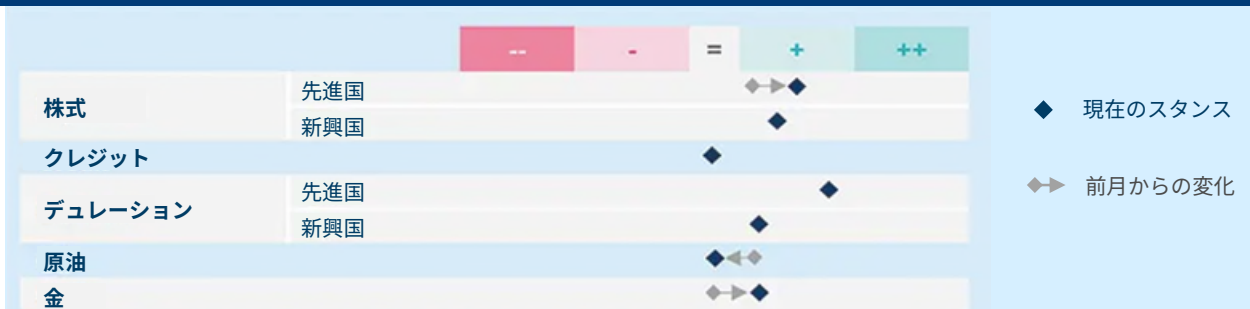 -- - = + ++
株式 先進国
新興国
クレジット
デュレーション 先進国
新興国
原油
金
現在のスタンス
前月からの変化